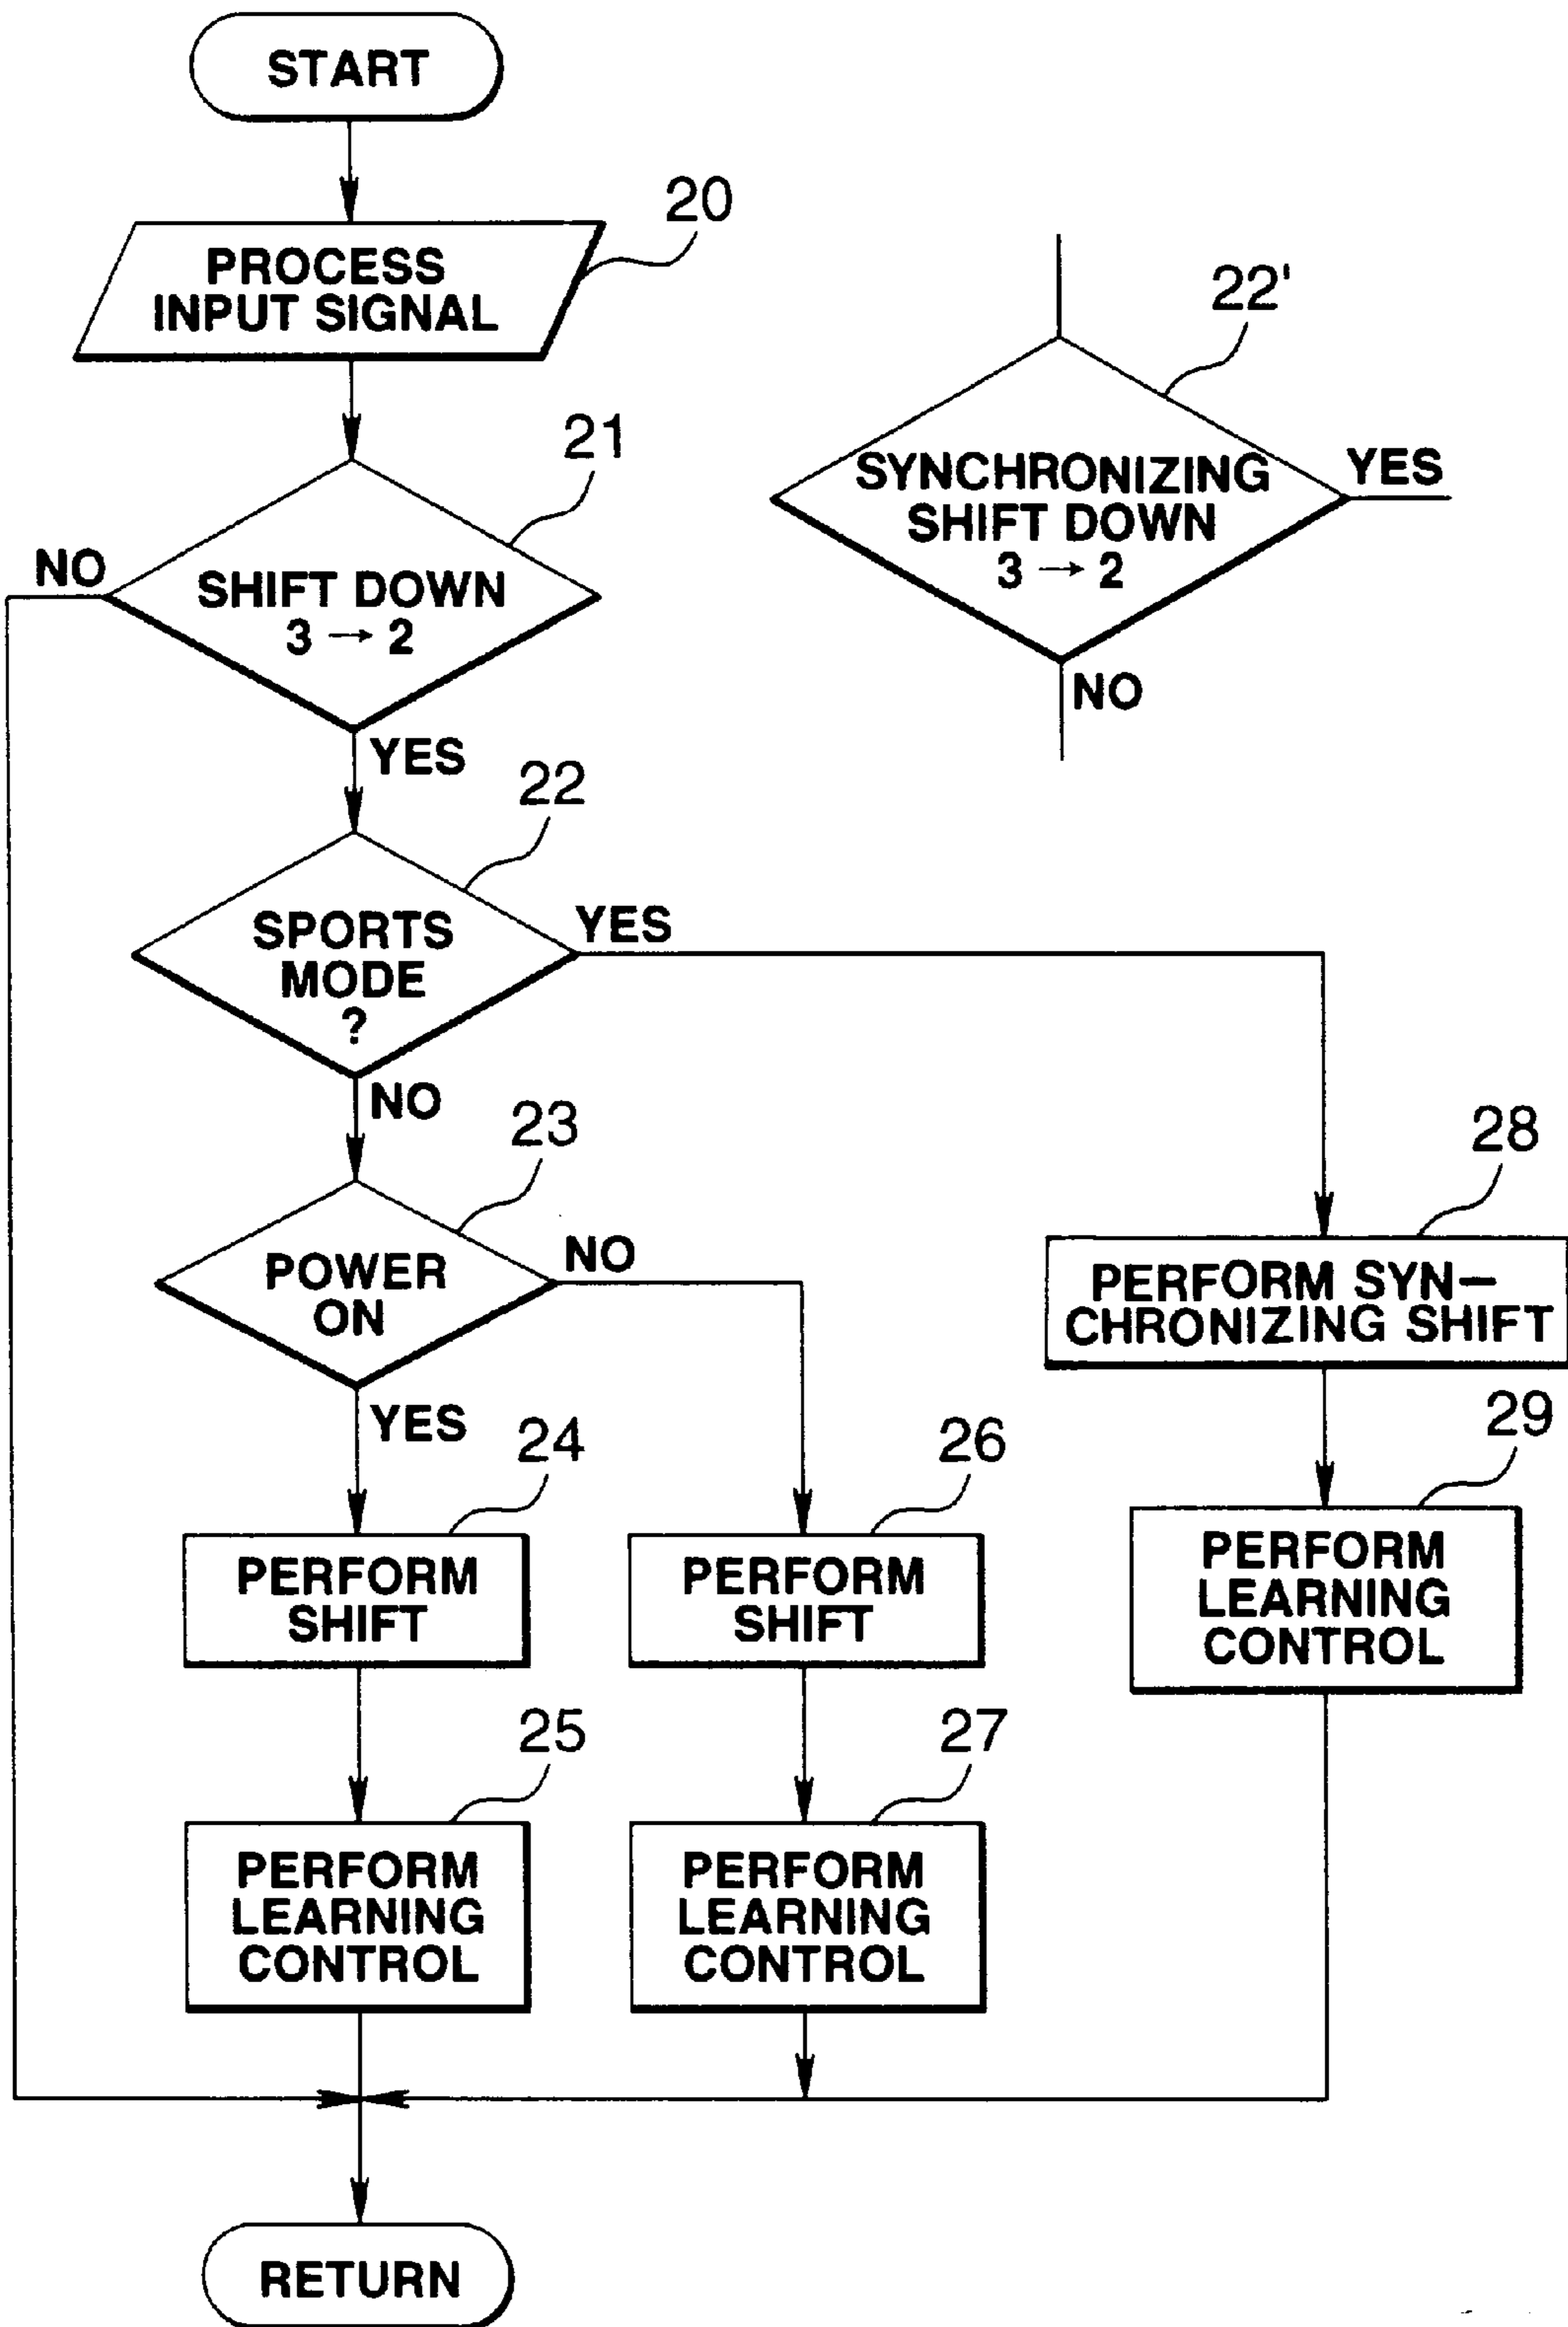 START
20
PROCESS
INPUT SIGNAL
21
NO
SHIFT DOWN
3 → 2
YES
22'
SYNCHRONIZING
SHIFT DOWN
3 → 2
YES
NO
22
SPORTS
MODE
?
YES
NO
23
POWER
ON
NO
YES
28
PERFORM SYN-
CHRONIZING SHIFT
24
PERFORM
SHIFT
26
PERFORM
SHIFT
29
PERFORM
LEARNING
CONTROL
25
PERFORM
LEARNING
CONTROL
27
PERFORM
LEARNING
CONTROL
RETURN